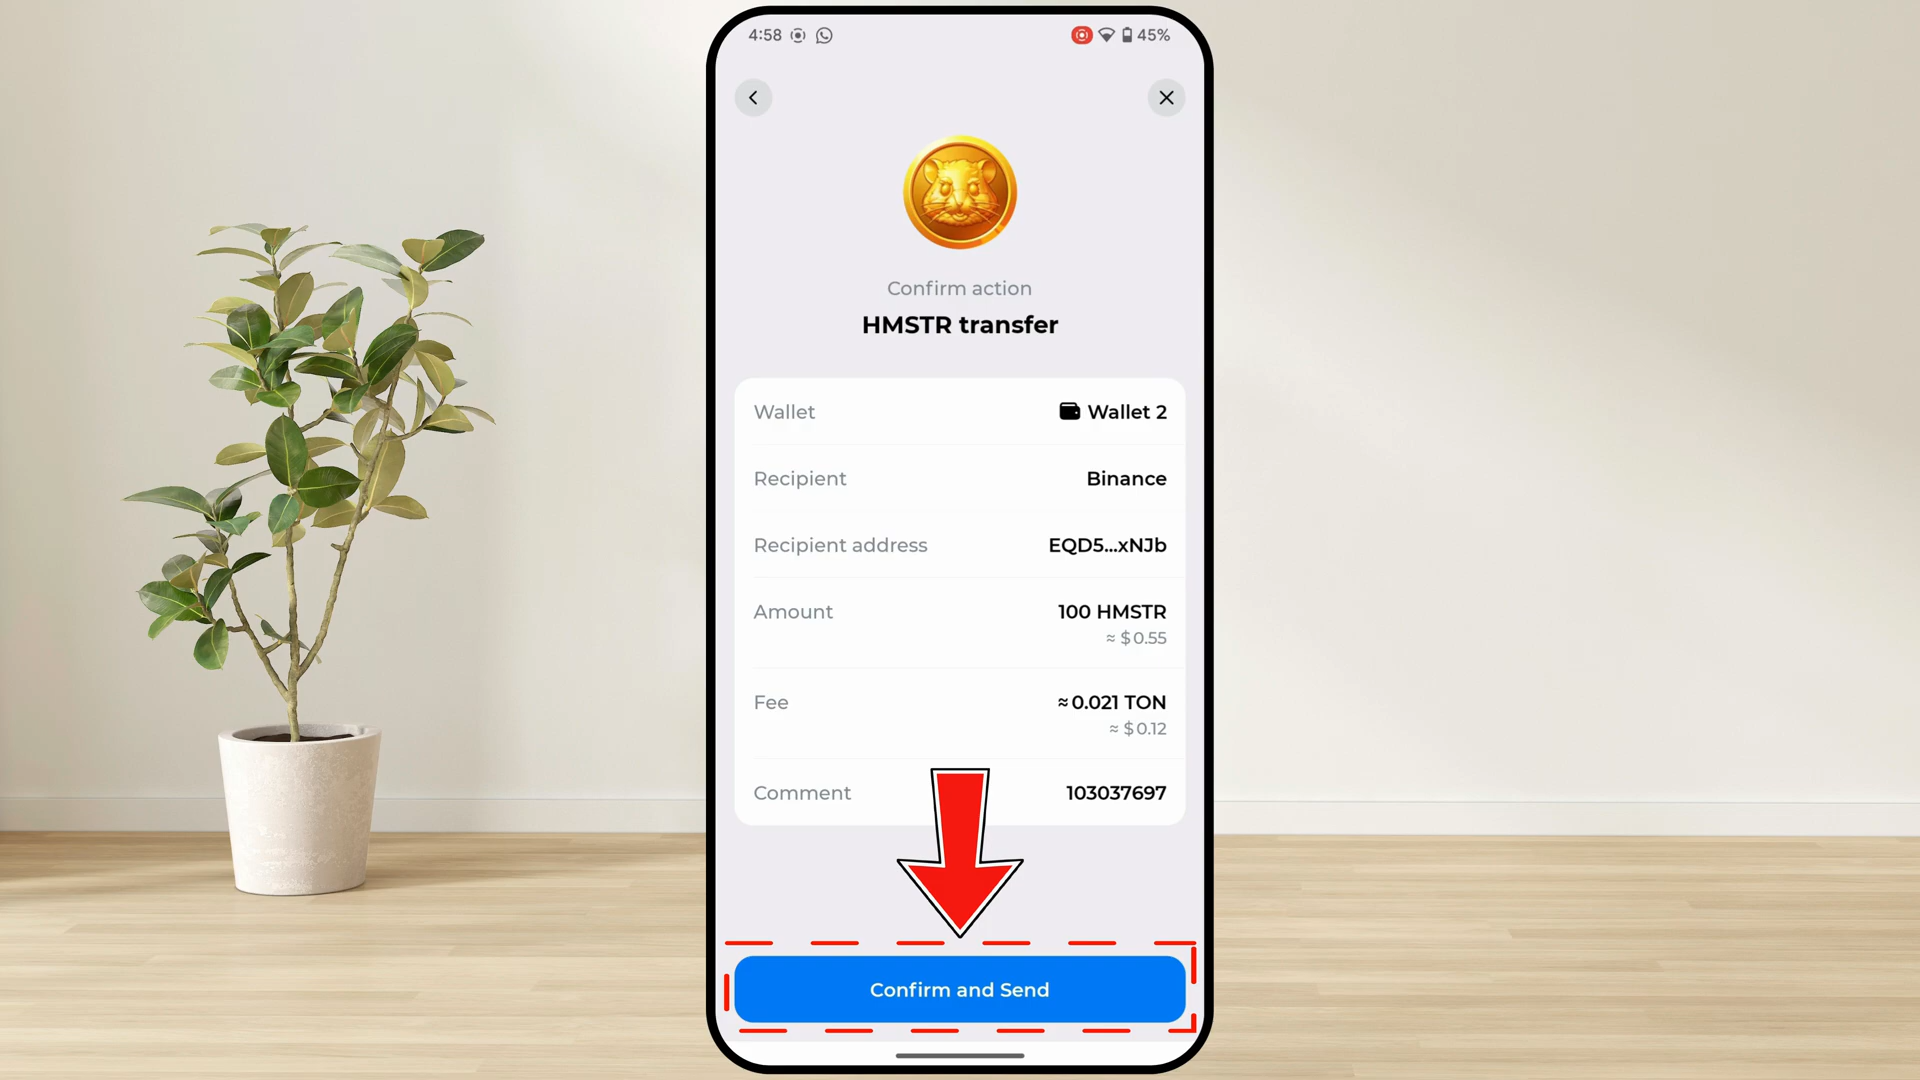 4:58
45%
Confirm action
HMSTR transfer
Wallet
Wallet 2
Recipient
Binance
Recipient address
EQD5...xNJb
Amount
100 HMSTR
≈ $0.55
Fee
≈0.021 TON
≈ $0.12
Comment
103037697
Confirm and Send